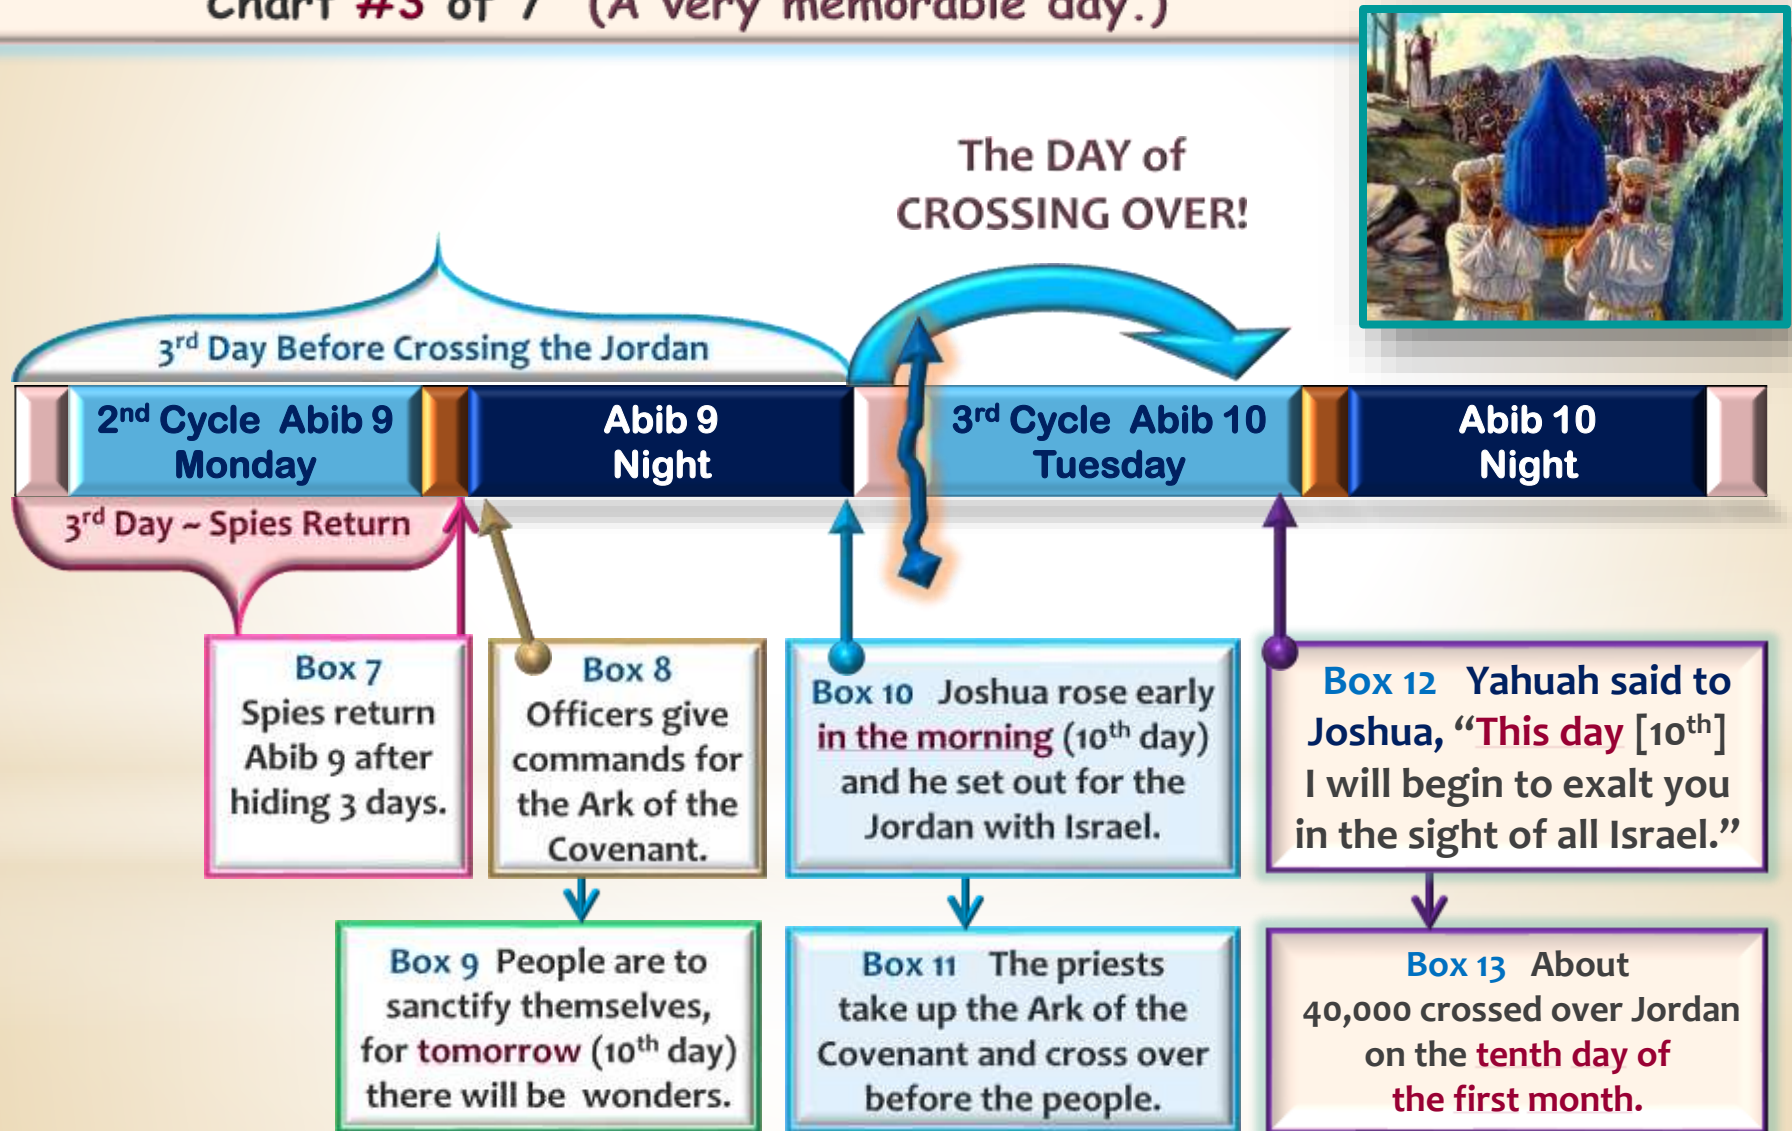 Chart #3 of 7 (A very memorable day.)
The DAY of
CROSSING OVER!
3rd Day Before Crossing the Jordan
2nd Cycle Abib 9
Monday
Abib 9
Night
3rd Cycle Abib 10
Tuesday
Abib 10
Night
3rd Day ~ Spies Return
Box 7
Spies return
Abib 9 after
hiding 3 days.
Box 8
Officers give
commands for
the Ark of the
Covenant.
Box 9 People are to
sanctify themselves,
for tomorrow (10th day)
there will be wonders.
Box 10 Joshua rose early
in the morning (10th day)
and he set out for the
Jordan with Israel.
Box 11 The priests
take up the Ark of the
Covenant and cross over
before the people.
Box 12 Yahuah said to
Joshua, “This day [10th]
I will begin to exalt you
in the sight of all Israel.”
Box 13 About
40,000 crossed over Jordan
on the tenth day of
the first month.